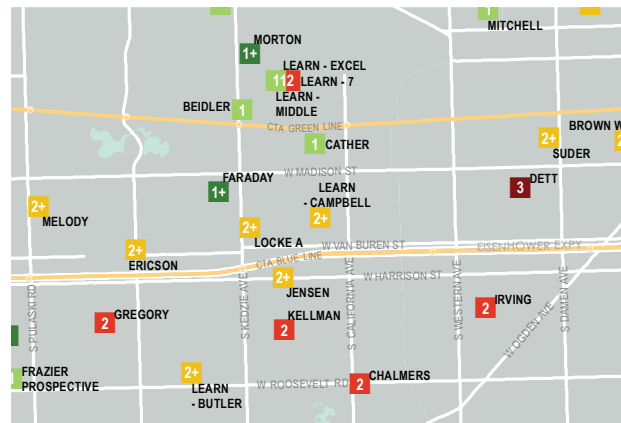 MITCHELL
1
MORTON
1+
LEARN - EXCEL
1
1
2
LEARN - 7
LEARN -
MIDDLE
BEIDLER
1
CTA GREEN LINE
BROWN W
2+
SUDER
1
CATHER
W MADISON ST
FARADAY
1+
LEARN
- CAMPBELL
2+
DETT
3
2+
MELODY
2+
LOCKE A
2+
ERICSON
W VAN BUREN ST
EISENHOWER EXPY
CTA BLUE LINE
2+
JENSEN
W HARRISON ST
S PULASKI RD
S KEDZIE AVE
S CALIFORNIA AVE
S WESTERN AVE
S DAMEN AVE
W OGDEN AVE
2
GREGORY
KELLMAN
2
2
IRVING
FRAZIER
PROSPECTIVE
2+
LEARN
- BUTLER
W ROOSEVELT RD
2
CHALMERS